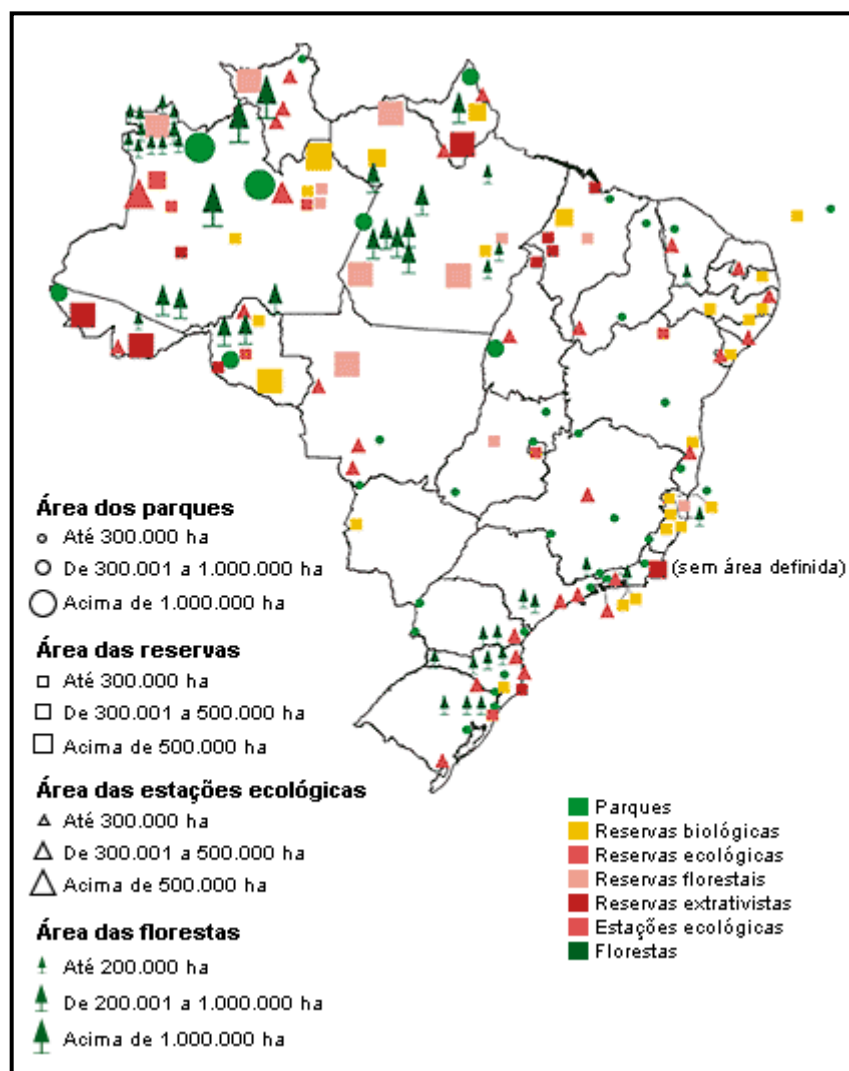 (sem área definida)
Área dos parques
Até 300.000 ha
De 300.001 a 1.000.000 ha
Acima de 1.000.000 ha
Área das reservas
Até 300.000 ha
De 300.001 a 500.000 ha
Acima de 500.000 ha
Área das estações ecológicas
Até 300.000 ha
De 300.001 a 500.000 ha
Acima de 500.000 ha
Área das florestas
Até 200.000 ha
De 200.001 a 1.000.000 ha
Acima de 1.000.000 ha
Parques
Reservas biológicas
Reservas ecológicas
Reservas florestais
Reservas extrativistas
Estações ecológicas
Florestas